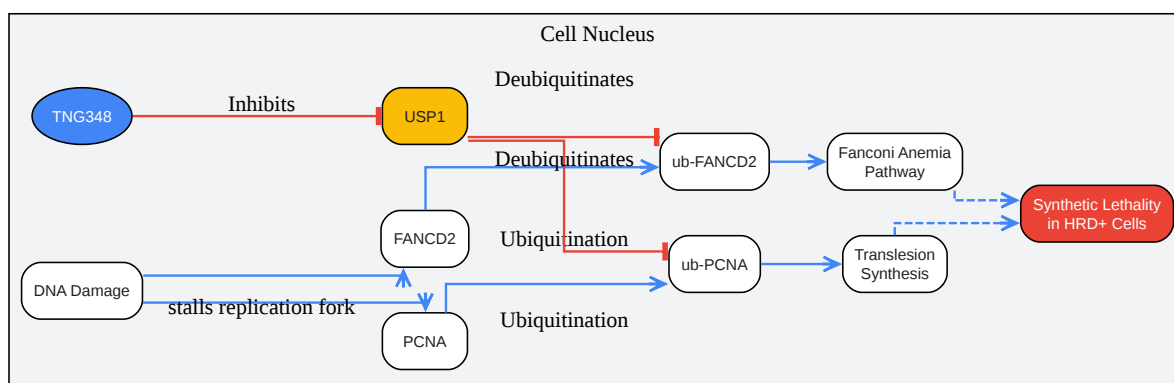 Cell Nucleus
Deubiquitinates
TNG348
Inhibits
USP1
Deubiquitinates
ub-FANCD2
Fanconi Anemia
Pathway
Synthetic Lethality
in HRD+ Cells
FANCD2
Ubiquitination
ub-PCNA
Translesion
Synthesis
DNA Damage
stalls replication fork
PCNA
Ubiquitination